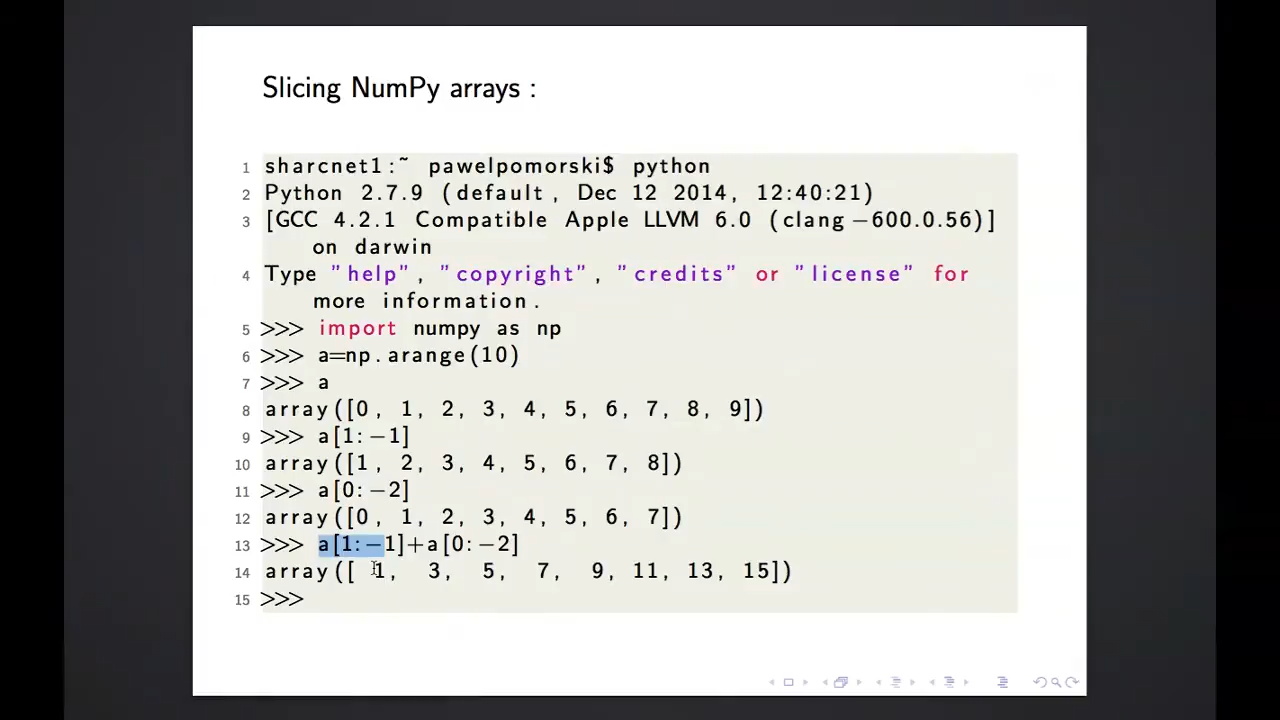 Slicing NumPy arrays :
1 sharcnet1:~ pawelpomorski$ python
2 Python 2.7.9 (default, Dec 12 2014, 12:40:21)
3 [GCC 4.2.1 Compatible Apple LLVM 6.0 (clang-600.0.56)]
on darwin
4 Type "help", "copyright", "credits" or "license" for
more information.
5 >>> import numpy as np
6 >>> a=np.arange(10)
7 >>> a
8 array([0, 1, 2, 3, 4, 5, 6, 7, 8, 9])
9 >>> a[1:-1]
10 array([1, 2, 3, 4, 5, 6, 7, 8])
11 >>> a[0:-2]
12 array([0, 1, 2, 3, 4, 5, 6, 7])
13 >>> a[1:-1]+a[0:-2]
14 array([ 1, 3, 5, 7, 9, 11, 13, 15])
15 >>>